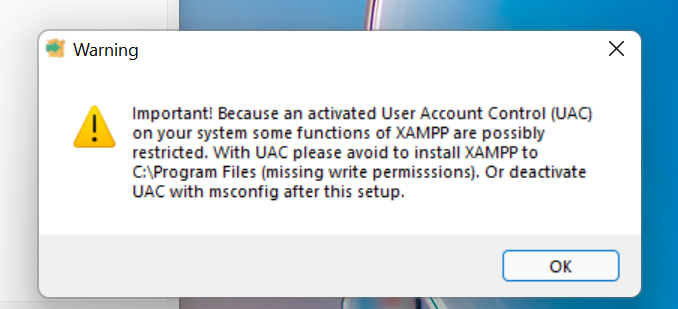 Warning
Important! Because an activated User Account Control (UAC)
on your system some functions of XAMPP are possibly
restricted. With UAC please avoid to install XAMPP to
C:\Program Files (missing write permisssions). Or deactivate
UAC with msconfig after this setup.
OK